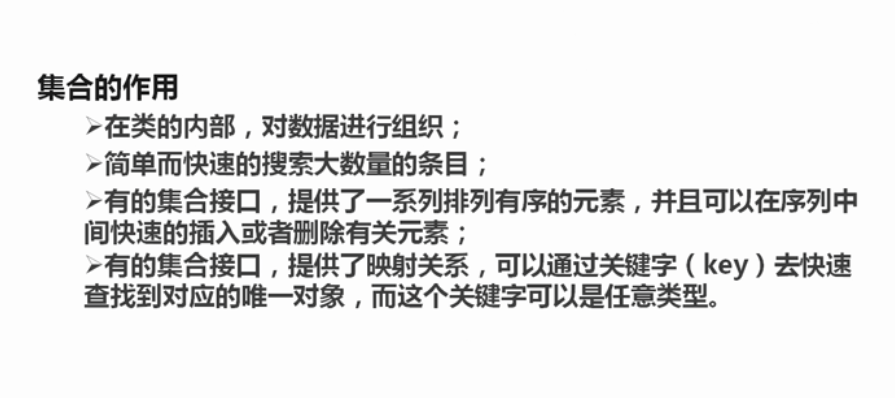 集合的作用
➢在类的内部，对数据进行组织；
➢简单而快速的搜索大数量的条目；
➢有的集合接口，提供了一系列排列有序的元素，并且可以在序列中
间快速的插入或者删除有关元素；
➢有的集合接口，提供了映射关系，可以通过关键字（key）去快速
查找到对应的唯一对象，而这个关键字可以是任意类型。